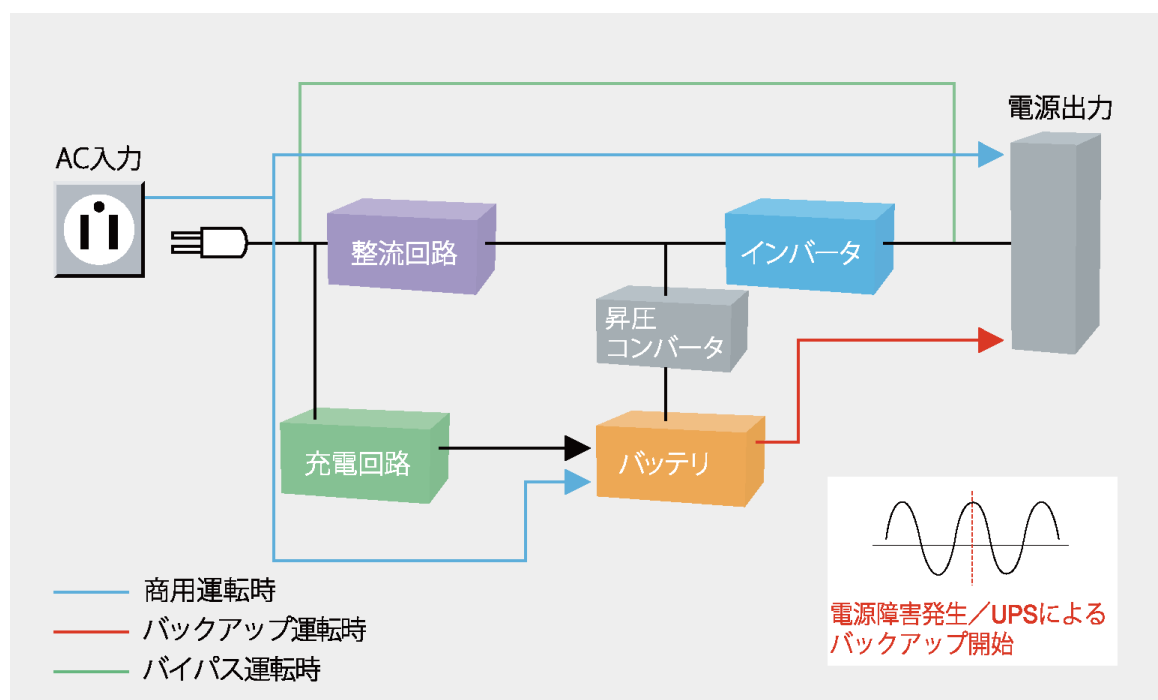 電源出力
AC入力
整流回路
インバータ
昇圧
コンバータ
充電回路
バッテリ
商用運転時
バックアップ運転時
バイパス運転時
電源障害発生／UPSによる
バックアップ開始